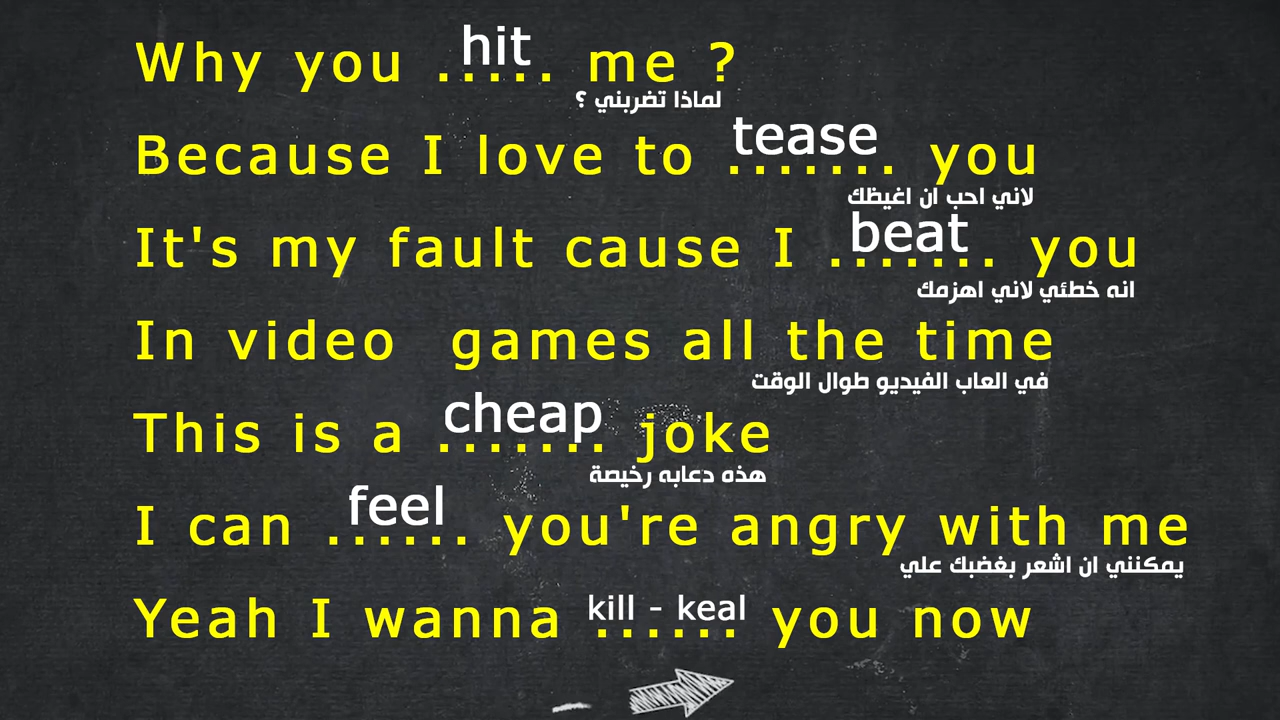 Why you ..hit.. me ?
لماذا تضربني ؟
Because I love to ..tease.. you
لاني احب ان اغيظك
It's my fault cause I ..beat.. you
انه خطئي لاني اهزمك
In video games all the time
في العاب الفيديو طوال الوقت
This is a ..cheap.. joke
هذه دعابه رخيصة
I can ..feel.. you're angry with me
يمكنني ان اشعر بغضبك علي
Yeah I wanna ..kill - keal.. you now